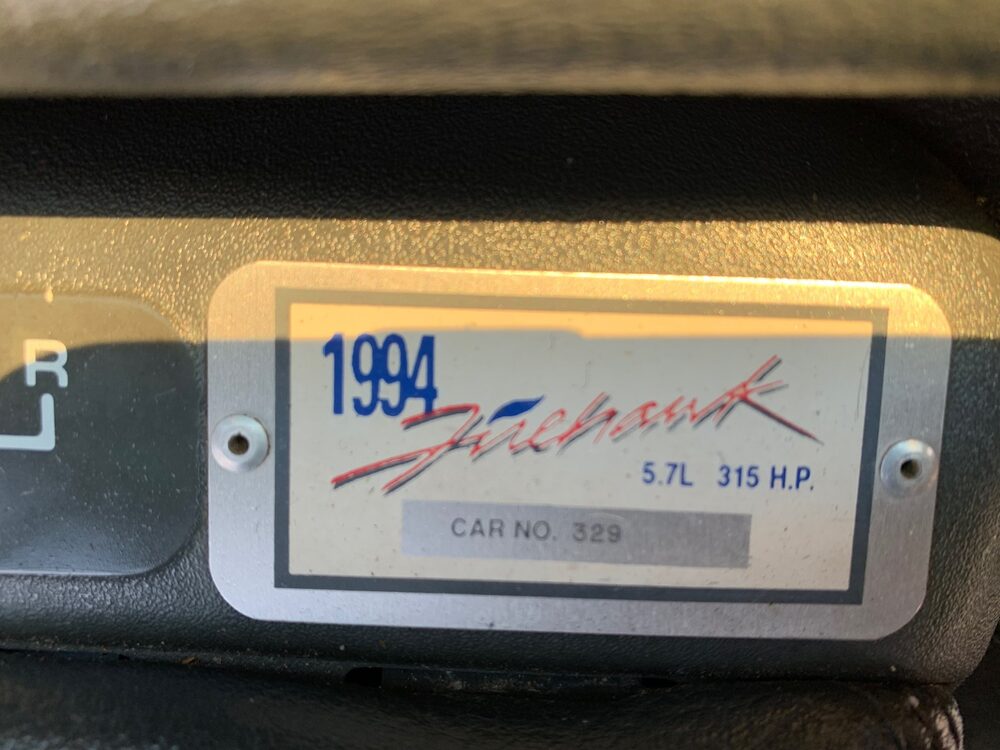 R
1994
Firehawk
5.7L 315 H.P.
CAR NO. 329